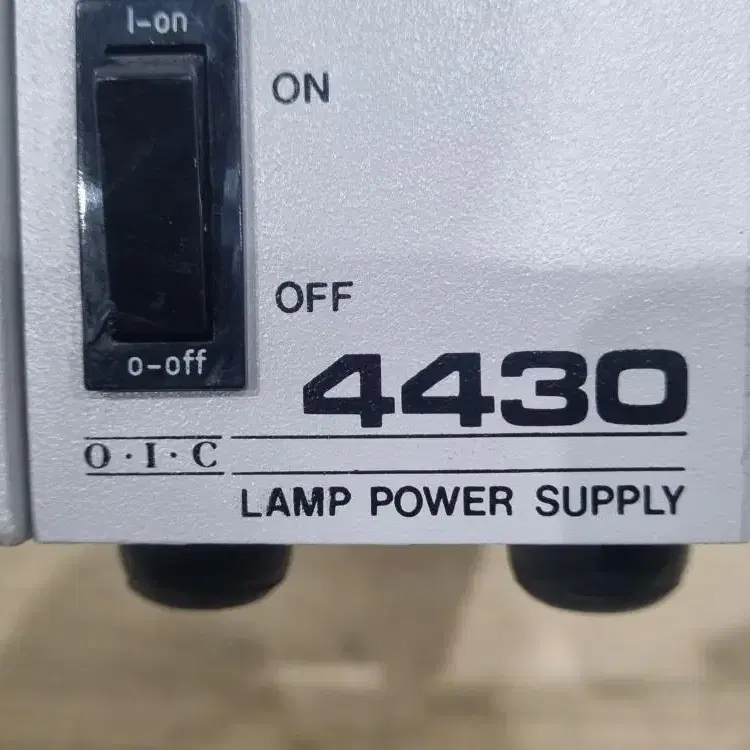 I-on
ON
OFF
o-off
4430
O·I·C
LAMP POWER SUPPLY